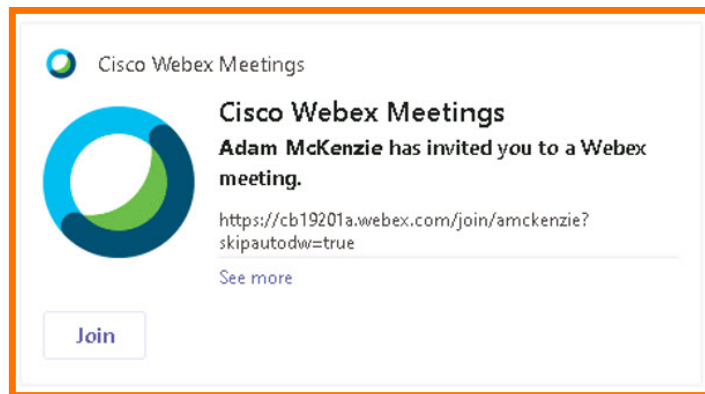 Cisco Webex Meetings
Cisco Webex Meetings
Adam McKenzie has invited you to a Webex
meeting.
https://cb19201a.webex.com/join/amckenzie?
skipautodw=true
See more
Join